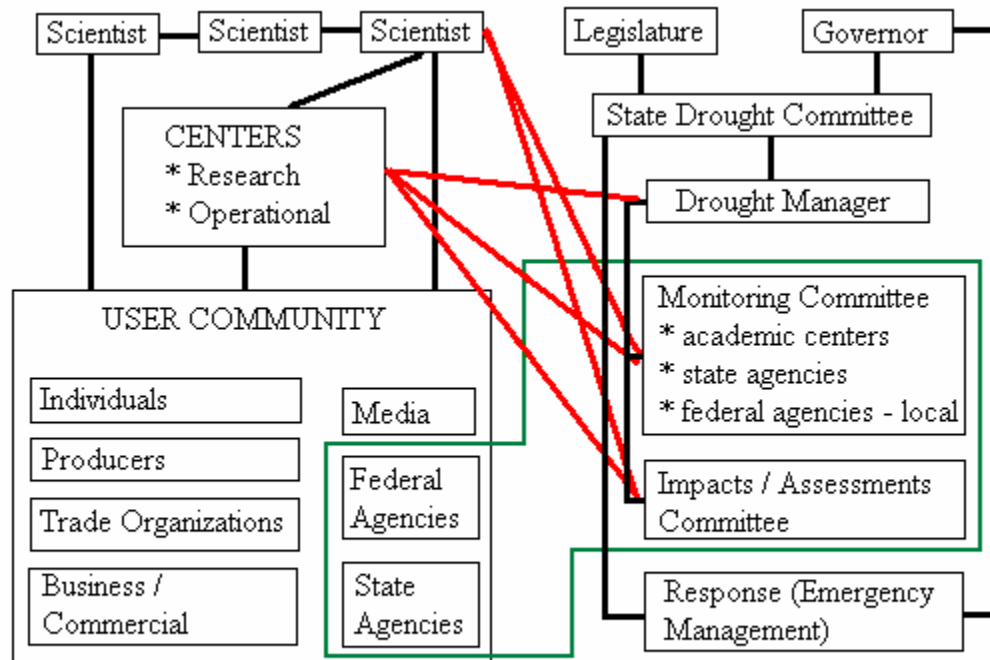 Scientist
Scientist
Scientist
Legislature
Governor
CENTERS
* Research
* Operational
State Drought Committee
Drought Manager
USER COMMUNITY
Individuals
Producers
Trade Organizations
Business /
Commercial
Media
Federal
Agencies
State
Agencies
Monitoring Committee
* academic centers
* state agencies
* federal agencies - local
Impacts / Assessments
Committee
Response (Emergency
Management)